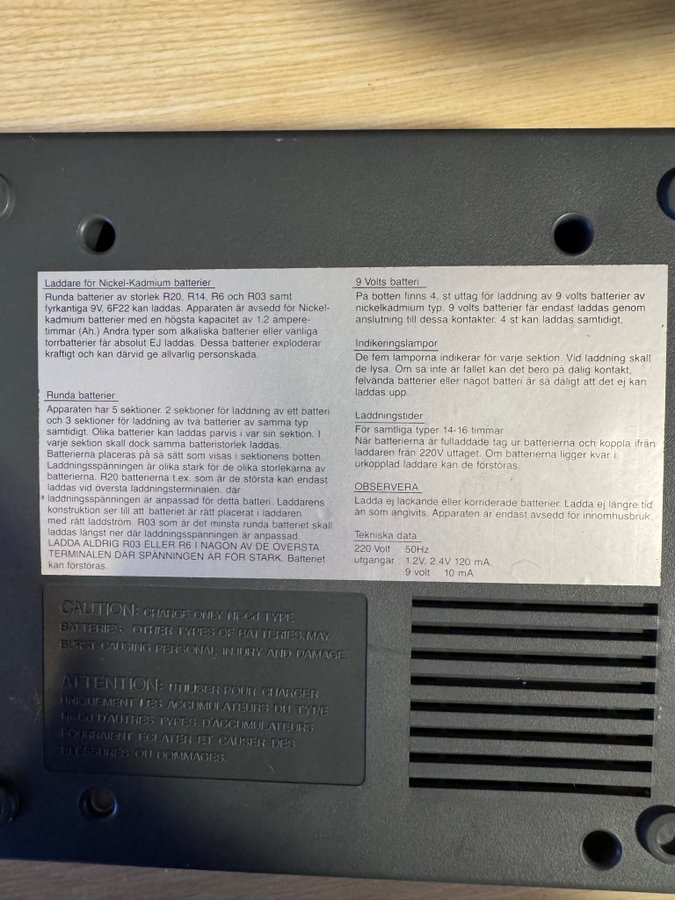 Laddare för Nickel-Kadmium batterier
Runda batterier av storlek R20, R14, R6 och R03 samt
fyrkantiga 9V, 6F22 kan laddas. Apparaten är avsedd för Nickel-
kadmium batterier med en högsta kapacitet av 1.2 ampere-
timmar (Ah.) Andra typer som alkaliska batterier eller vanliga
torrbatterier får absolut EJ laddas. Dessa batterier exploderar
kraftigt och kan därvid ge allvarlig personskada.
Runda batterier
Apparaten har 5 sektioner. 2 sektioner för laddning av ett batteri
och 3 sektioner för laddning av två batterier av samma typ
samtidigt. Olika batterier kan laddas parvis i var sin sektion. I
varje sektion skall dock samma batteristorlek laddas.
Batterierna placeras på så sätt som visas i sektionens botten.
Laddningsspänningen är olika stark för de olika storlekarna av
batterierna. R20 batterierna t.ex. som är de största kan endast
laddas vid översta laddningsterminalen, där
laddningsspänningen är anpassad för detta batteri. Laddarens
konstruktion ser till att batteriet är rätt placerat i laddaren
med rätt laddström. R03 som är det minsta runda batteriet skall
laddas längst ner där laddningsspänningen är anpassad.
LADDA ALDRIG R03 ELLER R6 I NÅGON AV DE ÖVERSTA
TERMINALEN DÄR SPÄNNINGEN ÄR FÖR STARK. Batteriet
kan förstöras.
9 Volts batteri
På botten finns 4, st uttag för laddning av 9 volts batterier av
nickelkadmium typ. 9 volts batterier får endast laddas genom
anslutning till dessa kontakter. 4 st kan laddas samtidigt.
Indikeringslampor
De fem lamporna indikerar för varje sektion. Vid laddning skall
de lysa. Om så inte är fallet kan det bero på dålig kontakt,
felvända batterier eller något batteri är så dåligt att det ej kan
laddas upp.
Laddningstider
För samtliga typer 14-16 timmar
När batterierna är fulladdade tag ur batterierna och koppla ifrån
laddaren från 220V uttaget. Om batterierna ligger kvar i
urkopplad laddare kan de förstöras.
OBSERVERA
Ladda ej läckande eller korriderade batterier. Ladda ej längre tid
än som angivits. Apparaten är endast avsedd för inomhusbruk.
Tekniska data
220 Volt 50Hz
utgångar : 1.2V. 2.4V 120 mA.
9 volt 10 mA
CAUTION: CHARGE ONLY Ni-Cd TYPE
BATTERIES. OTHER TYPES OF BATTERIES MAY
BURST CAUSING PERSONAL INJURY AND DAMAGE.
ATTENTION: UTILISER POUR CHARGER
UNIQUEMENT LES ACCUMULATEURS DU TYPE
Ni-Cd D'AUTRES TYPES D'ACCUMULATEURS
POURRAIENT ECLATER ET CAUSER DES
BLESSURES OU DOMMAGES.